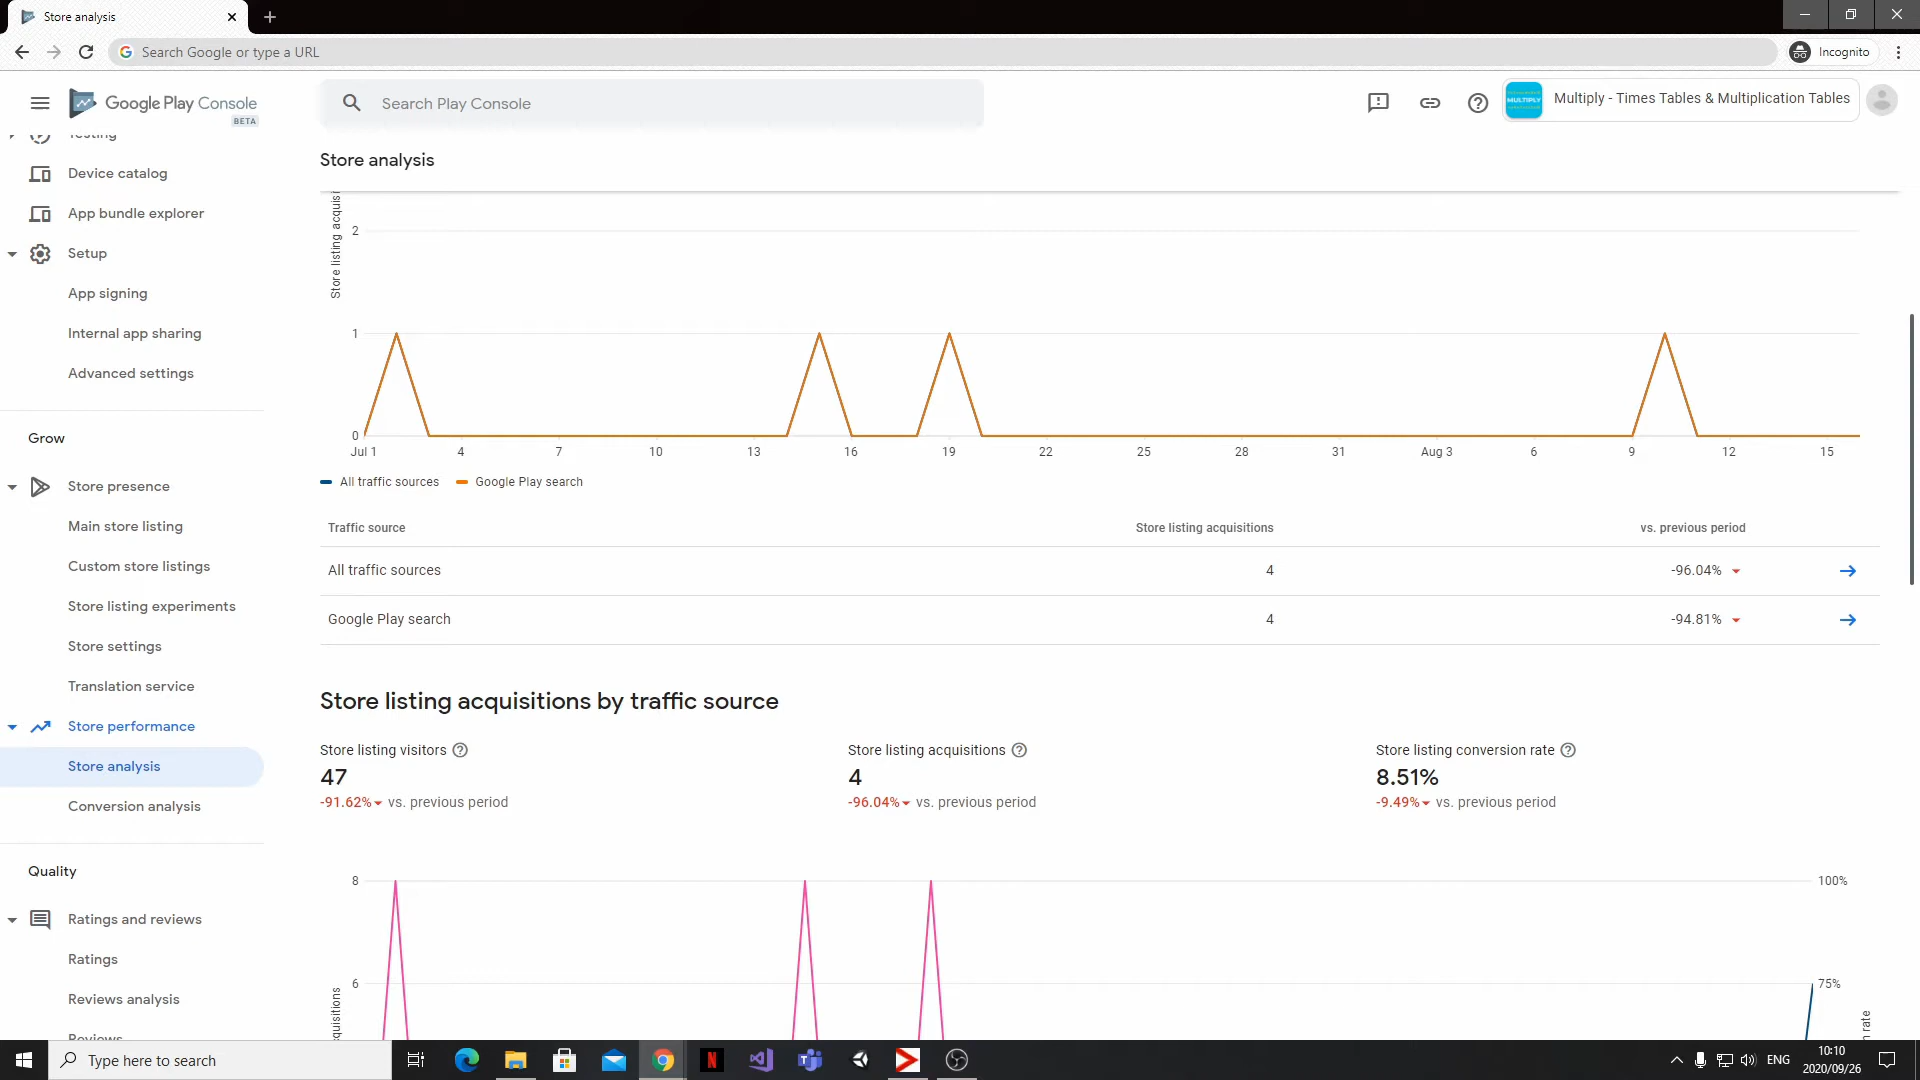 Store analysis
Search Google or type a URL
Incognito
Google Play Console
BETA
Search Play Console
MULTIPLY
Multiply - Times Tables & Multiplication Tables
Testing
Device catalog
App bundle explorer
Setup
App signing
Internal app sharing
Advanced settings
Grow
Store presence
Main store listing
Custom store listings
Store listing experiments
Store settings
Translation service
Store performance
Store analysis
Conversion analysis
Quality
Ratings and reviews
Ratings
Reviews analysis
Reviews
Store analysis
Store listing acquisi
2
1
0
Jul 1 4 7 10 13 16 19 22 25 28 31 Aug 3 6 9 12 15
All traffic sources Google Play search
Traffic source Store listing acquisitions vs. previous period
All traffic sources 4 -96.04%
Google Play search 4 -94.81%
Store listing acquisitions by traffic source
Store listing visitors
47
-91.62% vs. previous period
Store listing acquisitions
4
-96.04% vs. previous period
Store listing conversion rate
8.51%
-9.49% vs. previous period
8 100%
6 75%
quisitions
n rate
Type here to search
ENG
10:10
2020/09/26